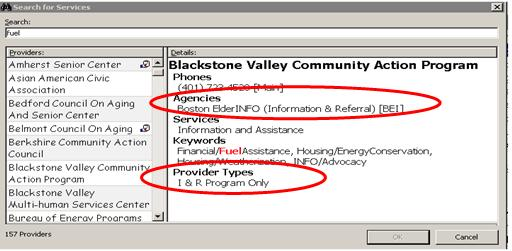 Search for Services
Search:
fuel
Providers:
Amherst Senior Center
Asian American Civic
Association
Bedford Council On Aging
And Senior Center
Belmont Council On Aging
Berkshire Community Action
Council
Blackstone Valley Community
Action Program
Blackstone Valley
Multi-human Services Center
Bureau of Energy Programs
Details:
Blackstone Valley Community Action Program
Phones
(401) 723-4520 [Main]
Agencies
Boston ElderINFO (Information & Referral) [BEI]
Services
Information and Assistance
Keywords
Financial/FuelAssistance, Housing/EnergyConservation,
Housing/Weatherization, INFO/Advocacy
Provider Types
I & R Program Only
157 Providers
OK
Cancel